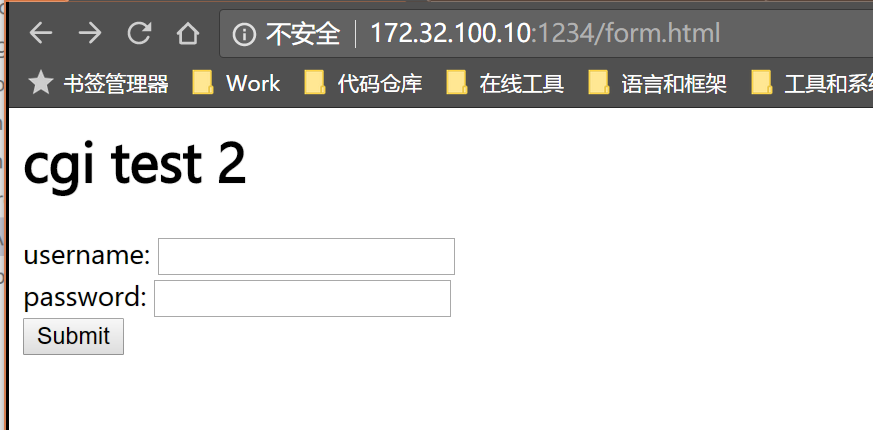 不安全 172.32.100.10:1234/form.html
书签管理器 Work 代码仓库 在线工具 语言和框架 工具和系
cgi test 2
username:
password:
Submit